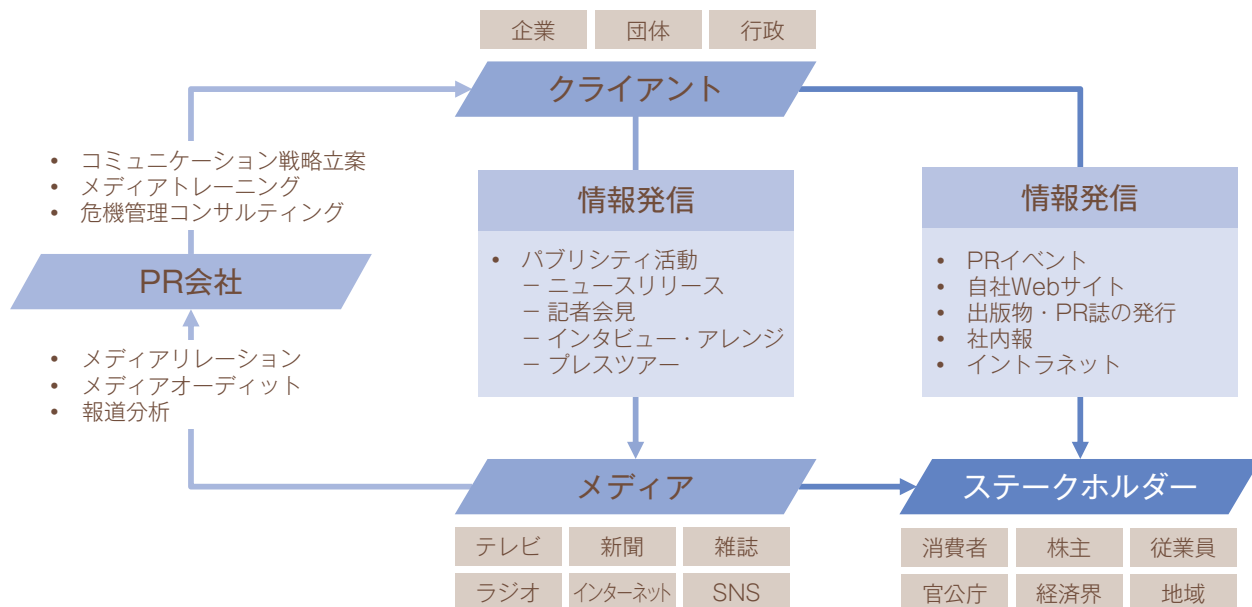 企業 団体 行政
クライアント
• コミュニケーション戦略立案
• メディアトレーニング
• 危機管理コンサルティング
PR会社
• メディアリレーション
• メディアオーディット
• 報道分析
情報発信
• パブリシティ活動
− ニュースリリース
− 記者会見
− インタビュー・アレンジ
− プレスツアー
情報発信
• PRイベント
• 自社Webサイト
• 出版物・PR誌の発行
• 社内報
• イントラネット
メディア
テレビ 新聞 雑誌
ラジオ インターネット SNS
ステークホルダー
消費者 株主 従業員
官公庁 経済界 地域